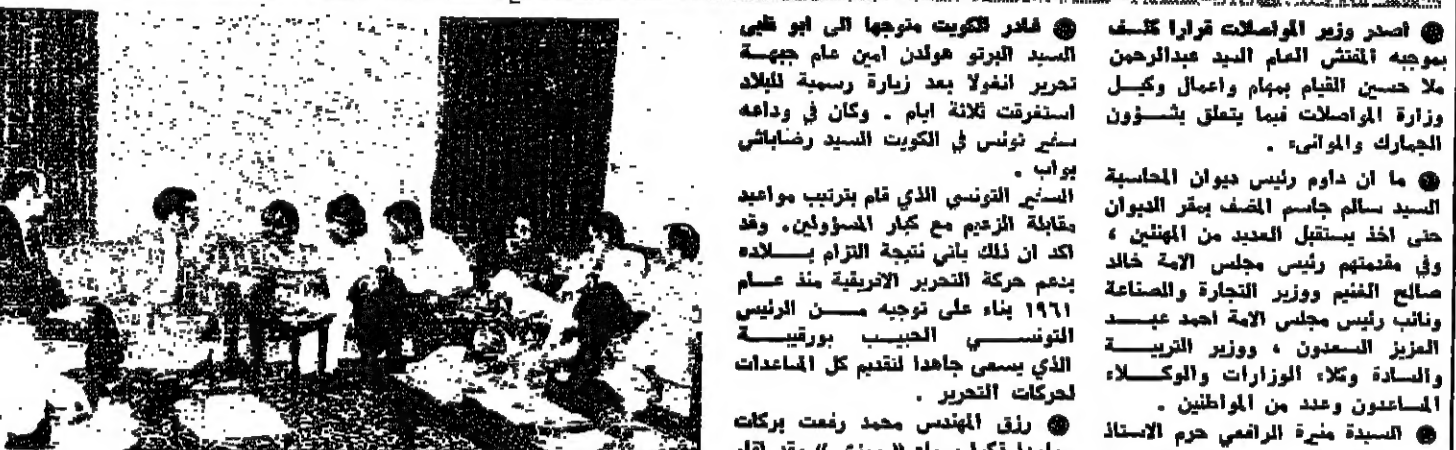 ● اصدر وزير المواصلات قرارا كلف
بموجبه المفتش العام السيد عبدالرحمن
ملا حسين القيام بمهام واعمال وكيل
وزارة المواصلات فيما يتعلق بشؤون
الجمارك والموانىء .
● ما ان داوم رئيس ديوان المحاسبة
السيد سالم جاسم المضف بمقر الديوان
حتى اخذ يستقبل العديد من المهنئين ،
وفي مقدمتهم رئيس مجلس الامة خالد
صالح الغنيم ووزير التجارة والصناعة
ونائب رئيس مجلس الامة احمد عبد
العزيز السعدون ، ووزير التربية
والسادة وكلاء الوزارات والوكلاء
المساعدون وعدد من المواطنين .
● السيدة منيرة الرافعي حرم الاستاذ
● غادر الكويت متوجها الى ابو ظبي
السيد البرتو هولدن امين عام جبهة
تحرير انغولا بعد زيارة رسمية للبلاد
استغرقت ثلاثة ايام . وكان في وداعه
سفير تونس في الكويت السيد رضاباشي
بواب .
السفير التونسي الذي قام بترتيب مواعيد
مقابلة الزعيم مع كبار المسؤولين. وقد
اكد ان ذلك يأتي نتيجة التزام بلاده
بدعم حركة التحرير الافريقية منذ عام
١٩٦١ بناء على توجيه من الرئيس
التونسي الحبيب بورقيبة
الذي يسعى جاهدا لتقديم كل المساعدات
لحركات التحرير .
● رزق المهندس محمد رفعت بركات